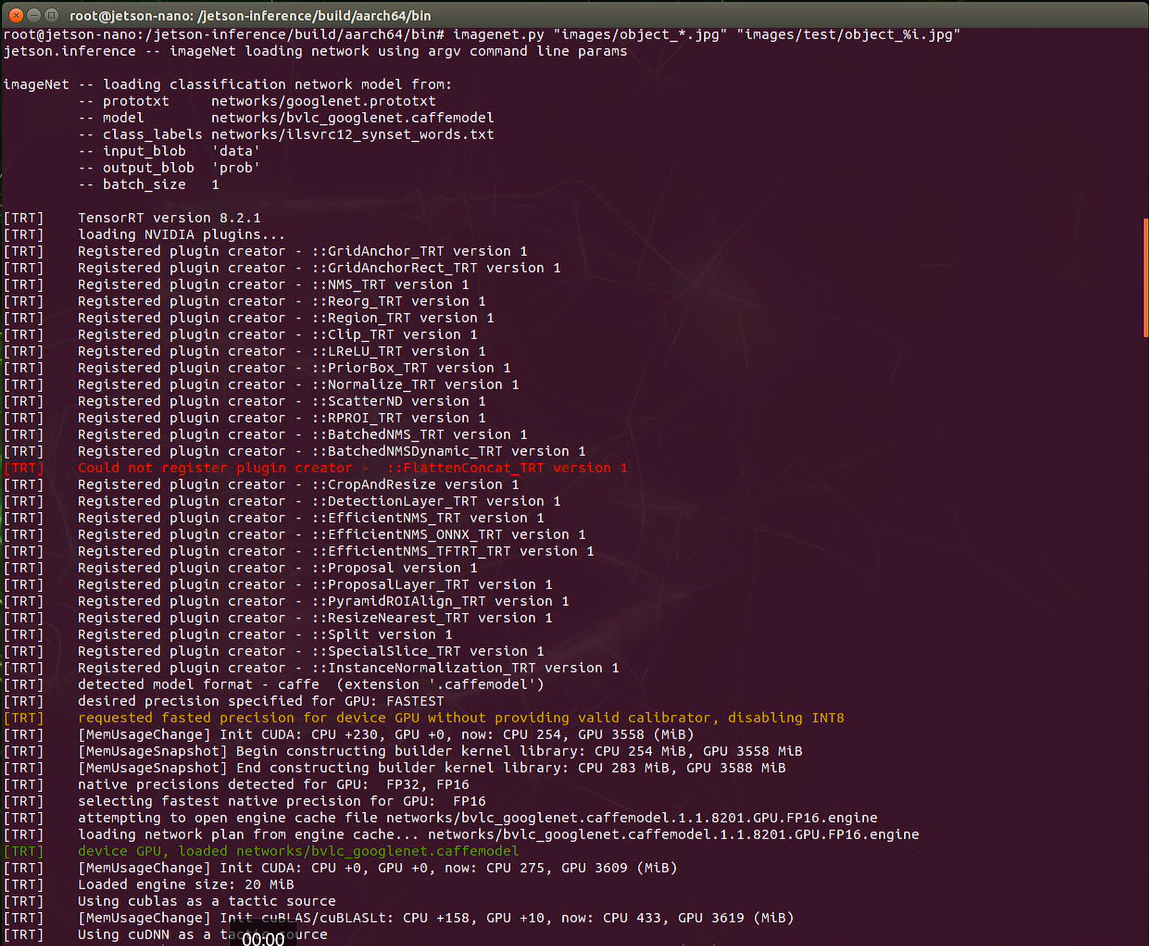 root@jetson-nano: /jetson-inference/build/aarch64/bin
root@jetson-nano:/jetson-inference/build/aarch64/bin# imagenet.py "images/object_*.jpg" "images/test/object_%i.jpg"
jetson.inference -- imageNet loading network using argv command line params
imageNet -- loading classification network model from:
-- prototxt networks/googlenet.prototxt
-- model networks/bvlc_googlenet.caffemodel
-- class_labels networks/ilsvrc12_synset_words.txt
-- input_blob 'data'
-- output_blob 'prob'
-- batch_size 1
[TRT] TensorRT version 8.2.1
[TRT] loading NVIDIA plugins...
[TRT] Registered plugin creator - ::GridAnchor_TRT version 1
[TRT] Registered plugin creator - ::GridAnchorRect_TRT version 1
[TRT] Registered plugin creator - ::NMS_TRT version 1
[TRT] Registered plugin creator - ::Reorg_TRT version 1
[TRT] Registered plugin creator - ::Region_TRT version 1
[TRT] Registered plugin creator - ::Clip_TRT version 1
[TRT] Registered plugin creator - ::LReLU_TRT version 1
[TRT] Registered plugin creator - ::PriorBox_TRT version 1
[TRT] Registered plugin creator - ::Normalize_TRT version 1
[TRT] Registered plugin creator - ::ScatterND version 1
[TRT] Registered plugin creator - ::RPROI_TRT version 1
[TRT] Registered plugin creator - ::BatchedNMS_TRT version 1
[TRT] Registered plugin creator - ::BatchedNMSDynamic_TRT version 1
[TRT] Could not register plugin creator - ::FlattenConcat_TRT version 1
[TRT] Registered plugin creator - ::CropAndResize version 1
[TRT] Registered plugin creator - ::DetectionLayer_TRT version 1
[TRT] Registered plugin creator - ::EfficientNMS_TRT version 1
[TRT] Registered plugin creator - ::EfficientNMS_ONNX_TRT version 1
[TRT] Registered plugin creator - ::EfficientNMS_TFTRT_TRT version 1
[TRT] Registered plugin creator - ::Proposal version 1
[TRT] Registered plugin creator - ::ProposalLayer_TRT version 1
[TRT] Registered plugin creator - ::PyramidROIAlign_TRT version 1
[TRT] Registered plugin creator - ::ResizeNearest_TRT version 1
[TRT] Registered plugin creator - ::Split version 1
[TRT] Registered plugin creator - ::SpecialSlice_TRT version 1
[TRT] Registered plugin creator - ::InstanceNormalization_TRT version 1
[TRT] detected model format - caffe (extension '.caffemodel')
[TRT] desired precision specified for GPU: FASTEST
[TRT] requested fasted precision for device GPU without providing valid calibrator, disabling INT8
[TRT] [MemUsageChange] Init CUDA: CPU +230, GPU +0, now: CPU 254, GPU 3558 (MiB)
[TRT] [MemUsageSnapshot] Begin constructing builder kernel library: CPU 254 MiB, GPU 3558 MiB
[TRT] [MemUsageSnapshot] End constructing builder kernel library: CPU 283 MiB, GPU 3588 MiB
[TRT] native precisions detected for GPU: FP32, FP16
[TRT] selecting fastest native precision for GPU: FP16
[TRT] attempting to open engine cache file networks/bvlc_googlenet.caffemodel.1.1.8201.GPU.FP16.engine
[TRT] loading network plan from engine cache... networks/bvlc_googlenet.caffemodel.1.1.8201.GPU.FP16.engine
[TRT] device GPU, loaded networks/bvlc_googlenet.caffemodel
[TRT] [MemUsageChange] Init CUDA: CPU +0, GPU +0, now: CPU 275, GPU 3609 (MiB)
[TRT] Loaded engine size: 20 MiB
[TRT] Using cublas as a tactic source
[TRT] [MemUsageChange] Init cuBLAS/cuBLASLt: CPU +158, GPU +10, now: CPU 433, GPU 3619 (MiB)
[TRT] Using cuDNN as a tactic source
00:00